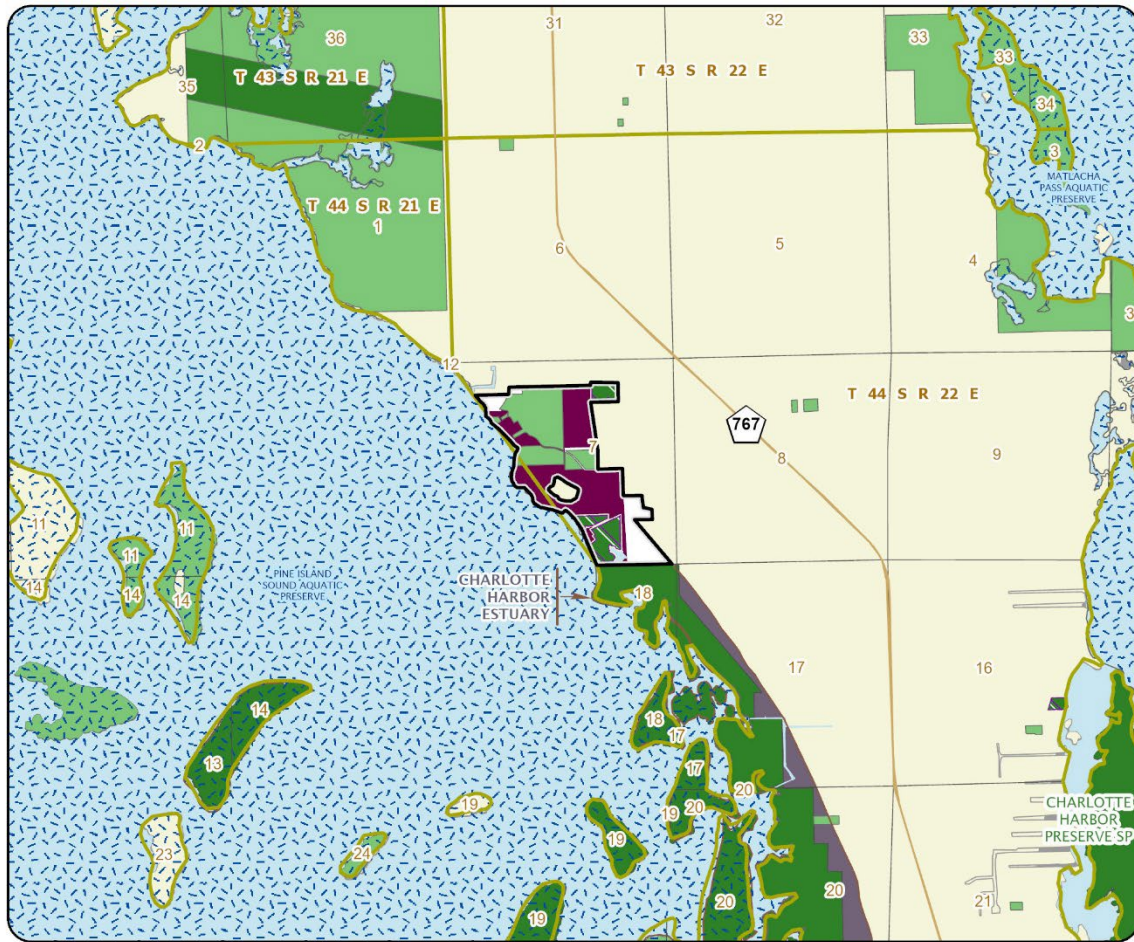 31
32
36
33
33
T 43 S R 21 E
T 43 S R 22 E
35
34
2
3
MATLACHA
PASS AQUATIC
PRESERVE
T 44 S R 21 E
1
6
5
4
3
12
T 44 S R 22 E
767
7
8
9
11
11
11
14
14
14
PINE ISLAND
SOUND AQUATIC
PRESERVE
CHARLOTTE
HARBOR
ESTUARY
18
17
16
14
18
17
13
17
20
19
19
20
19
CHARLOTTE
HARBOR
PRESERVE SP
23
24
20
20
21
19